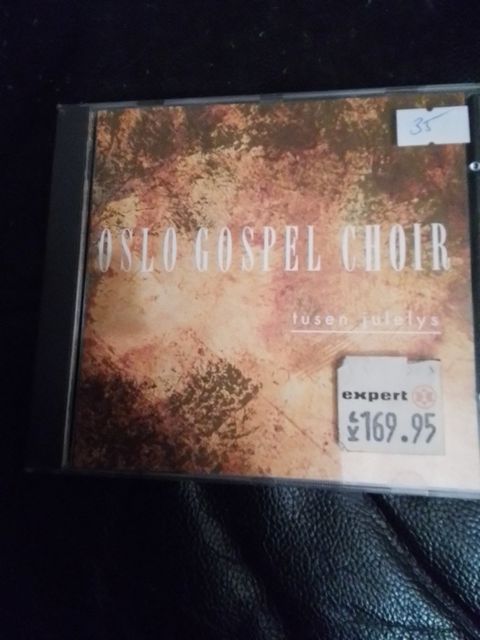 35
OSLO GOSPEL CHOIR
tusen julelys
expert
169.95